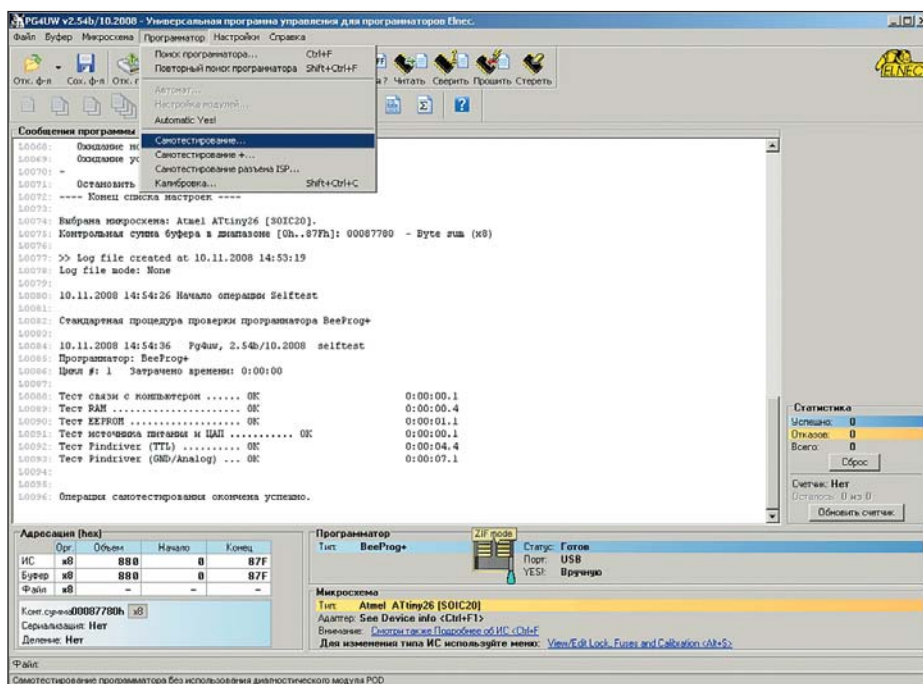 PG4UW v2.54b/10.2008 - Универсальная программа управления для программаторов Elnec.
Файл Буфер Микросхема Программатор Настройки Справка
Поиск программатора... Ctrl+F
Повторный поиск программатора Shift+Ctrl+F
Автомат...
Настройка модулей...
Automatic Yes!
Самотестирование...
Самотестирование +...
Самотестирование разъема ISP...
Калибровка... Shift+Ctrl+C
Отк. ф-л Сох. ф-л Отк. Читать Сверить Прошить Стереть
ELNEC
Сообщения программы
L0068: Ожидание
L0069: Ожидание
L0070: -
L0071: Остановить
L0072: ---- Конец списка настроек ----
L0073:
L0074: Выбрана микросхема: Atmel ATtiny26 [SOIC20].
L0075: Контрольная сумма буфера в диапазоне [0h..87Fh]: 00087780 - Byte sum (x8)
L0076:
L0077: >> Log file created at 10.11.2008 14:53:19
L0078: Log file mode: None
L0079:
L0080: 10.11.2008 14:54:26 Начало операции Selftest
L0081:
L0082: Стандартная процедура проверки программатора BeeProg+
L0083:
L0084: 10.11.2008 14:54:36 Pg4uw, 2.54b/10.2008 selftest
L0085: Программатор: BeeProg+
L0086: Цикл #: 1 Затрачено времени: 0:00:00
L0087:
L0088: Тест связи с компьютером ...... OK 0:00:00.1
L0089: Тест RAM .................... OK 0:00:00.4
L0090: Тест EEPROM .................. OK 0:00:01.1
L0091: Тест источника питания и ЦАП ........... OK 0:00:00.1
L0092: Тест Pindriver (TTL) .......... OK 0:00:04.4
L0093: Тест Pindriver (GND/Analog) ... OK 0:00:07.1
L0094:
L0095:
L0096: Операция самотестирования окончена успешно.
Статистика
Успешно: 0
Отказов: 0
Всего: 0
Сброс
Счетчик: Нет
Осталось: 0 из 0
Обновить счетчик
Адресация (hex)
Орг. Объем Начало Конец
ИС x8 880 0 87F
Буфер x8 880 0 87F
Файл x8 - - -
Конт.сумма: 00087780h x8
Сериализация: Нет
Деление: Нет
Программатор
Тип: BeeProg+
ZIF mode
Статус: Готов
Порт: USB
YES!: Вручную
Микросхема
Тип: Atmel ATtiny26 [SOIC20]
Адаптер: See Device info <Ctrl+F1>
Внимание: Смотри также Подробнее об ИС <Ctrl+F
Для изменения типа ИС используйте меню: View/Edit Lock, Fuses and Calibration <Alt+S>
Файл:
Самотестирование программатора без использования диагностического модуля POD